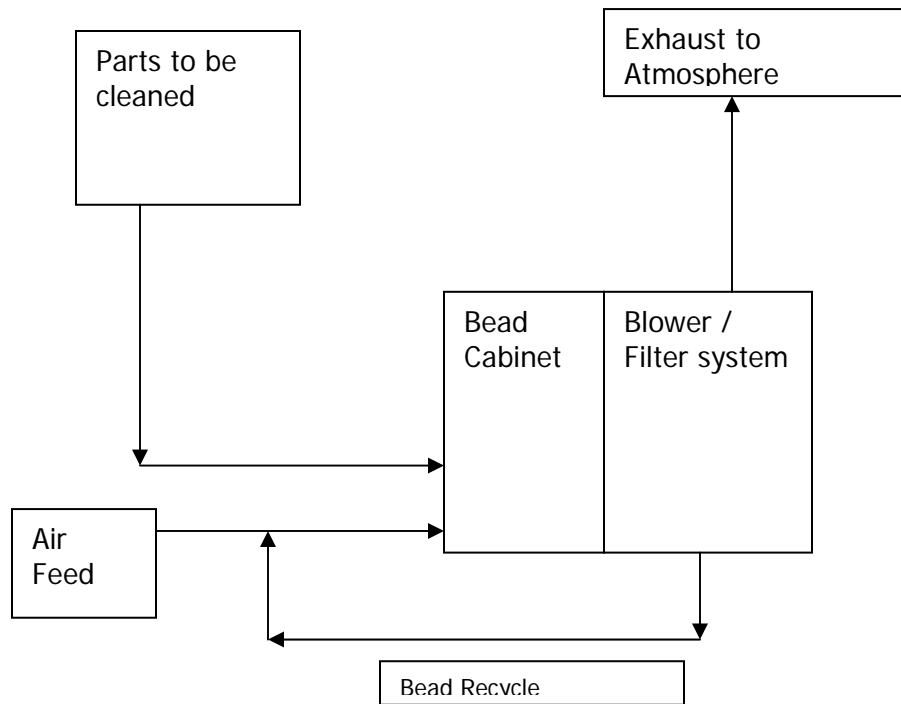 Parts to be
cleaned
Exhaust to
Atmosphere
Bead
Cabinet
Blower /
Filter system
Air
Feed
Bead Recycle